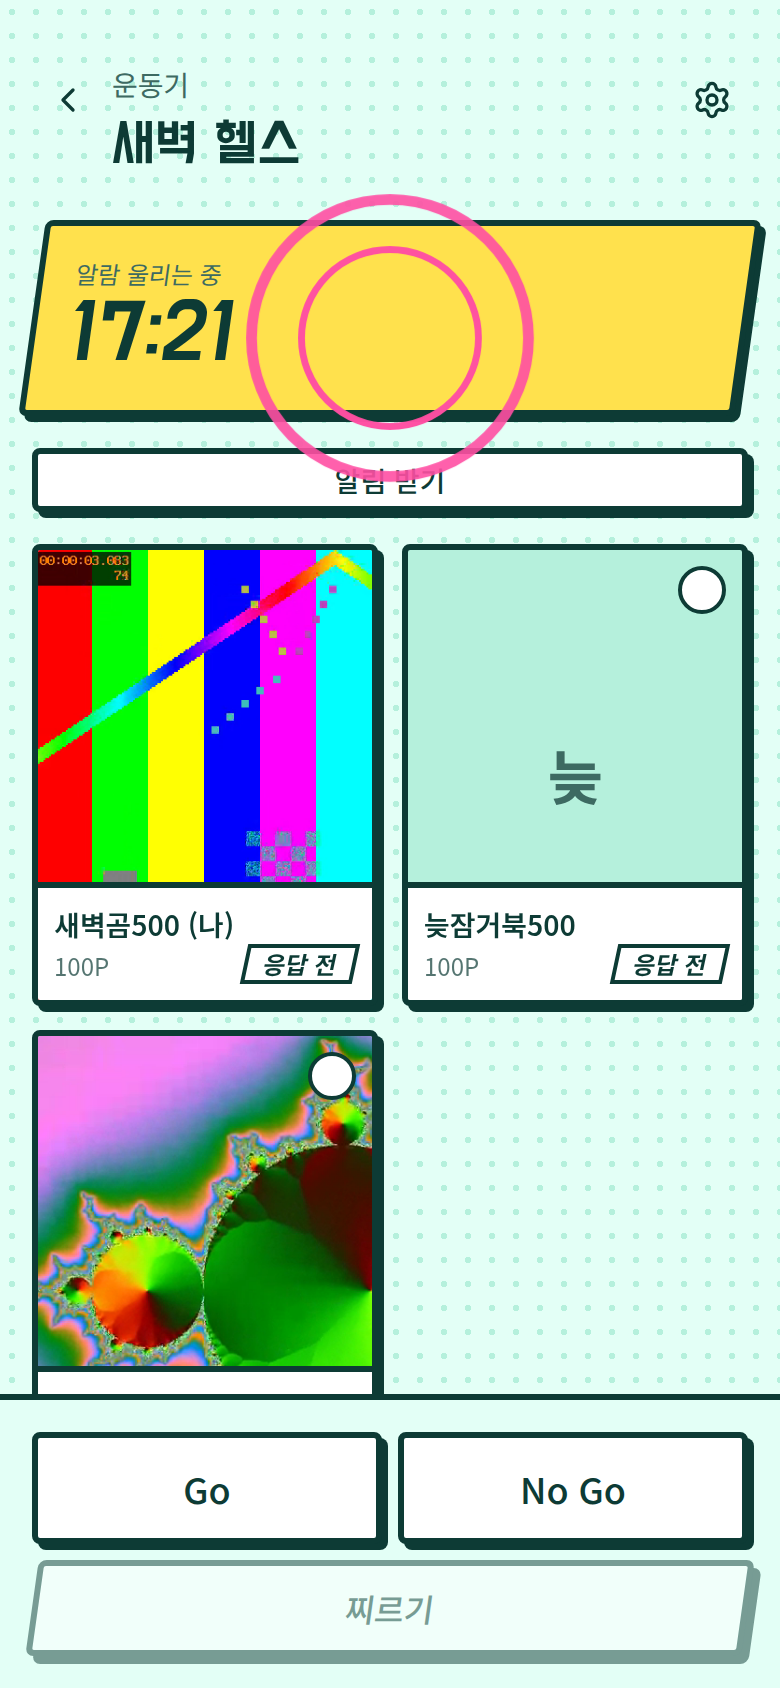 운동기
새벽 헬스
알람 울리는 중
17:21
알림 받기
00:00:03.083
74
늦
새벽곰500 (나)
100P
응답 전
늦잠거북500
100P
응답 전
Go
No Go
찌르기